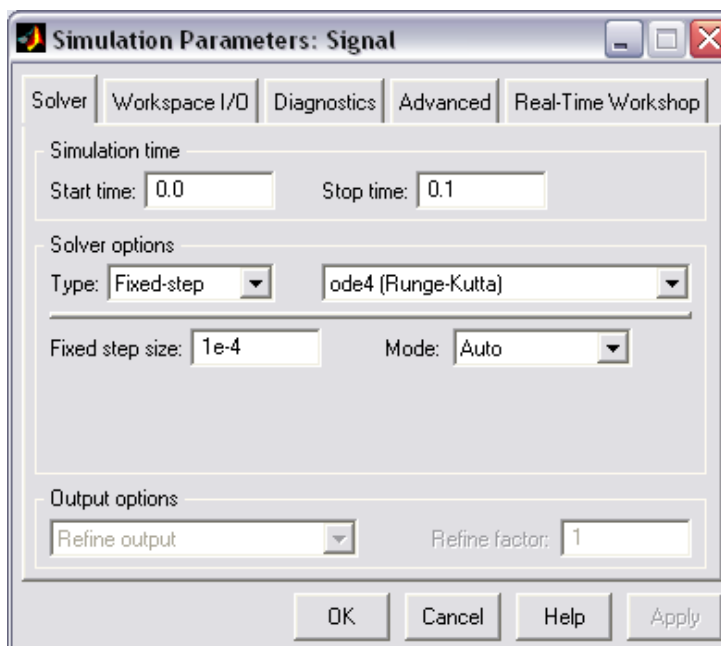 Simulation Parameters: Signal
Solver Workspace I/O Diagnostics Advanced Real-Time Workshop
Simulation time
Start time: 0.0 Stop time: 0.1
Solver options
Type: Fixed-step ode4 (Runge-Kutta)
Fixed step size: 1e-4 Mode: Auto
Output options
Refine output Refine factor: 1
OK Cancel Help Apply